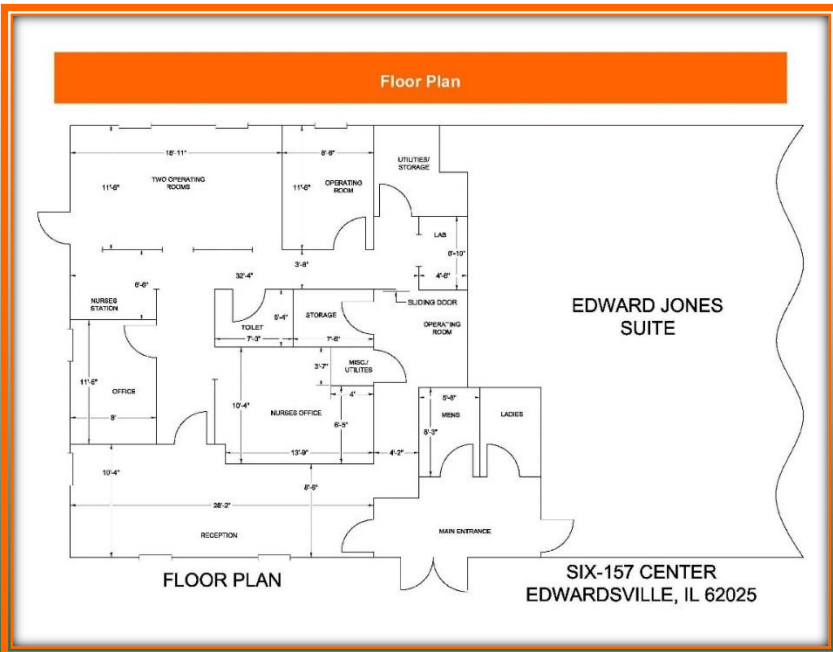 Floor Plan
18'-11"
8'-8"
UTILITIES/
STORAGE
TWO OPERATING
ROOMS
11'-6"
11'-6"
OPERATING
ROOM
LAB
6'-10"
3'-8"
32'-4"
4'-6"
6'-6"
NURSES
STATION
SLIDING DOOR
STORAGE
5'-4"
TOILET
OPERATING
ROOM
7'-3"
7'-6"
EDWARD JONES
SUITE
MISC./
UTILITES
3'-7"
11'-5"
OFFICE
4'
5'-8"
10'-4"
NURSES OFFICE
MENS
LADIES
8'
6'-5"
8'-3"
13'-9"
4'-2"
10'-4"
8'-6"
28'-2"
RECEPTION
MAIN ENTRANCE
FLOOR PLAN
SIX-157 CENTER
EDWARDSVILLE, IL 62025